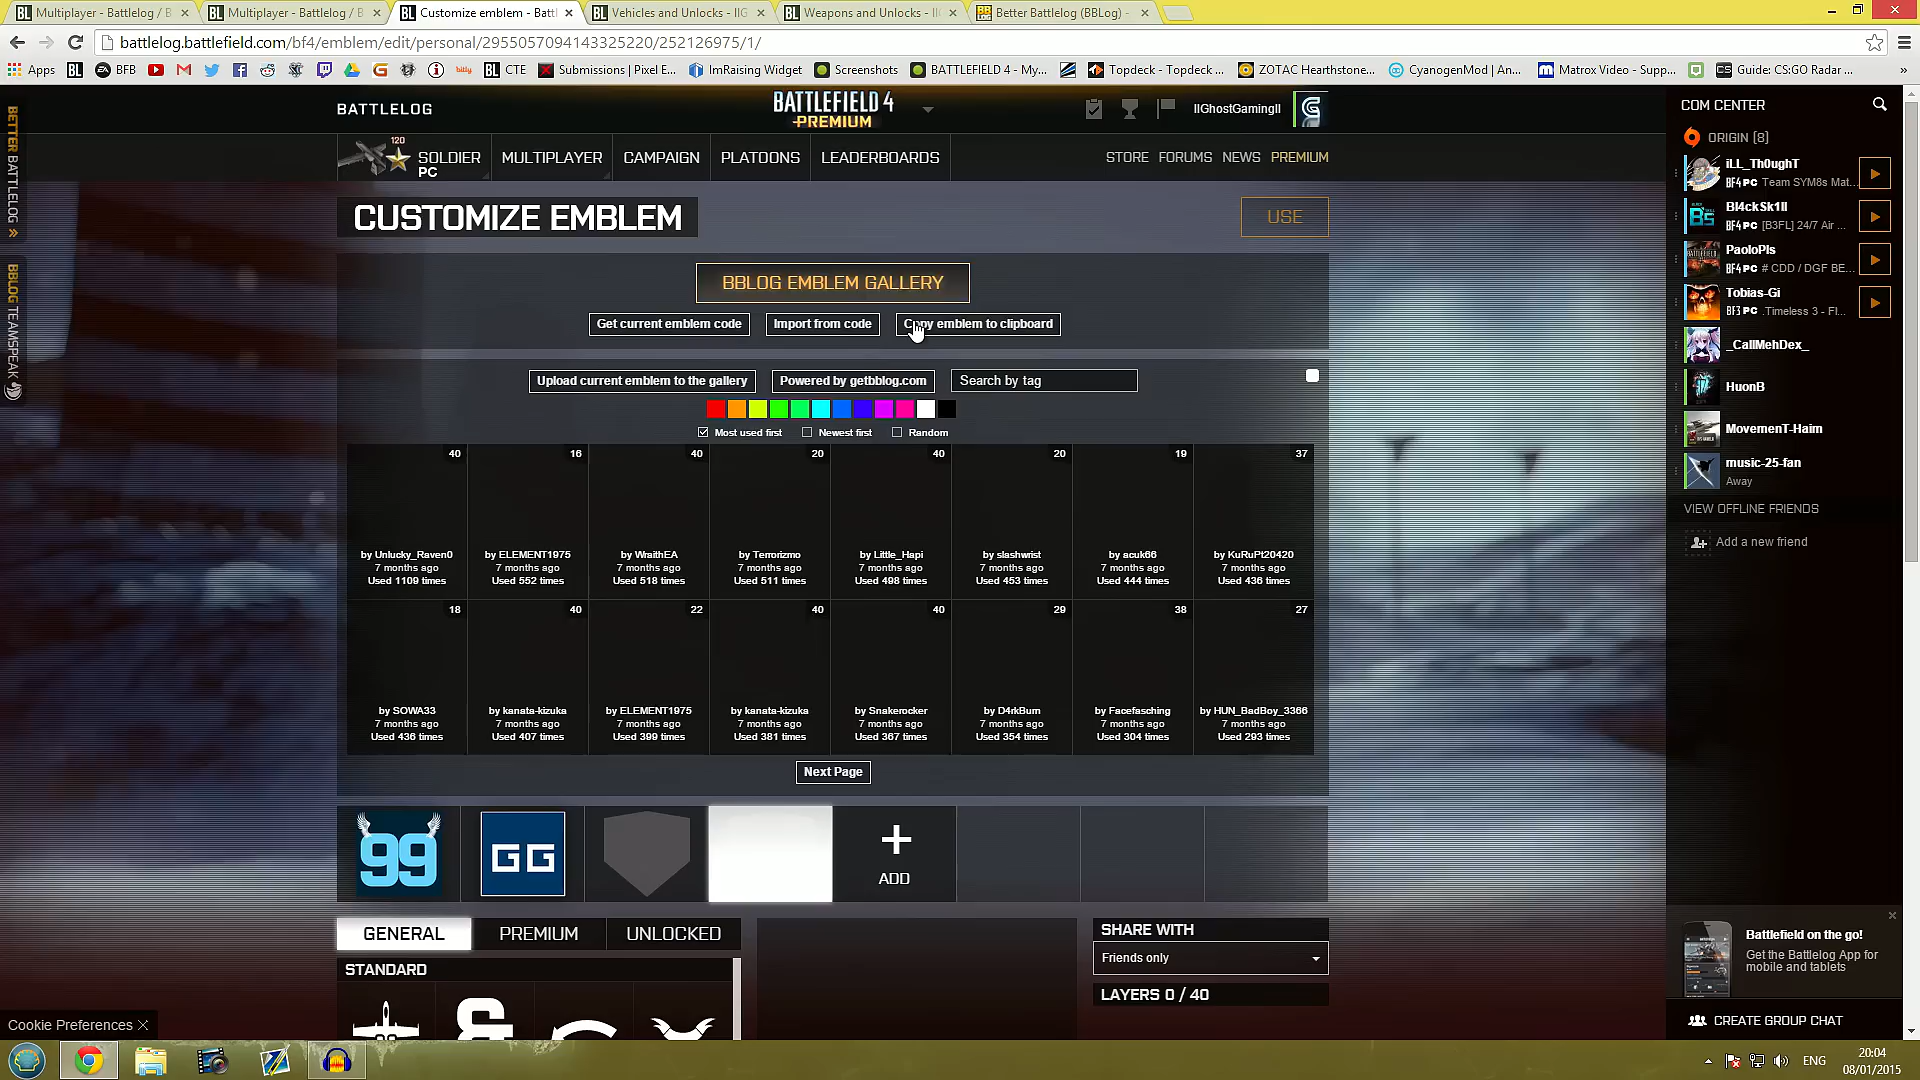 Multiplayer - Battlelog / B
Multiplayer - Battlelog / B
Customize emblem - Batt
Vehicles and Unlocks - IIG
Weapons and Unlocks - IIG
Better Battlelog (BBLog) -
battlelog.battlefield.com/bf4/emblem/edit/personal/2955057094143325220/252126975/1/
Apps
BFB
bitly
CTE
Submissions | Pixel E...
ImRaising Widget
Screenshots
BATTLEFIELD 4 - My...
Topdeck - Topdeck ...
ZOTAC Hearthstone...
CyanogenMod | An...
Matrox Video - Supp...
Guide: CS:GO Radar ...
BETTER BATTLELOG
BBLOG TEAMSPEAK
BATTLELOG
BATTLEFIELD 4
PREMIUM
IIGhostGamingII
120
SOLDIER
PC
MULTIPLAYER
CAMPAIGN
PLATOONS
LEADERBOARDS
STORE FORUMS NEWS PREMIUM
CUSTOMIZE EMBLEM
USE
BBLOG EMBLEM GALLERY
Get current emblem code
Import from code
Copy emblem to clipboard
Upload current emblem to the gallery
Powered by getbblog.com
Search by tag
Most used first
Newest first
Random
40 16 40 20 40 20 19 37
by Unlucky_Raven0 by ELEMENT1975 by WraithEA by Terrorizmo by Little_Hapi by slashwrist by acuk66 by KuRuPt20420
7 months ago 7 months ago 7 months ago 7 months ago 7 months ago 7 months ago 7 months ago 7 months ago
Used 1109 times Used 552 times Used 518 times Used 511 times Used 498 times Used 453 times Used 444 times Used 436 times
18 40 22 40 40 29 38 27
by SOWA33 by kanata-kizuka by ELEMENT1975 by kanata-kizuka by Snakerocker by D4rkBum by Facefasching by HUN_BadBoy_3366
7 months ago 7 months ago 7 months ago 7 months ago 7 months ago 7 months ago 7 months ago 7 months ago
Used 436 times Used 407 times Used 399 times Used 381 times Used 367 times Used 354 times Used 304 times Used 293 times
Next Page
99
GG
+
ADD
GENERAL
PREMIUM
UNLOCKED
STANDARD
SHARE WITH
Friends only
LAYERS 0 / 40
COM CENTER
ORIGIN [8]
iLL_Th0ughT
BF4 PC Team SYM8s Mat...
Bl4ckSk1ll
BF4 PC [B3FL] 24/7 Air ...
PaoloPls
BF4 PC # CDD / DGF BE...
Tobias-Gi
BF3 PC .Timeless 3 - Fl...
_CallMehDex_
HuonB
MovemenT-Haim
music-25-fan
Away
VIEW OFFLINE FRIENDS
Add a new friend
Battlefield on the go!
Get the Battlelog App for
mobile and tablets
CREATE GROUP CHAT
Cookie Preferences
ENG
20:04
08/01/2015